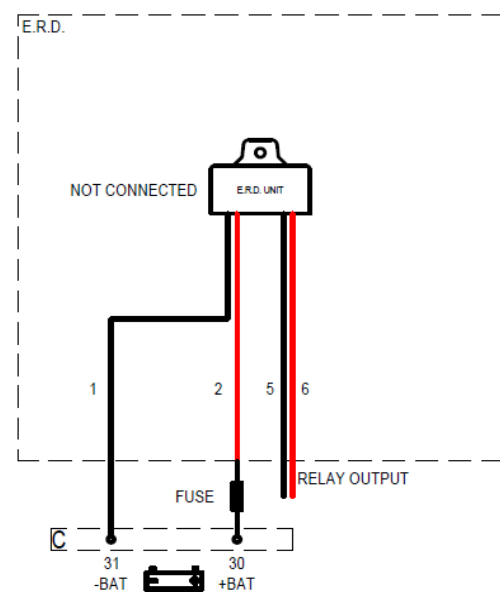 E.R.D.
NOT CONNECTED
E.R.D. UNIT
1
2
5
6
RELAY OUTPUT
FUSE
C
31
30
-BAT
+BAT